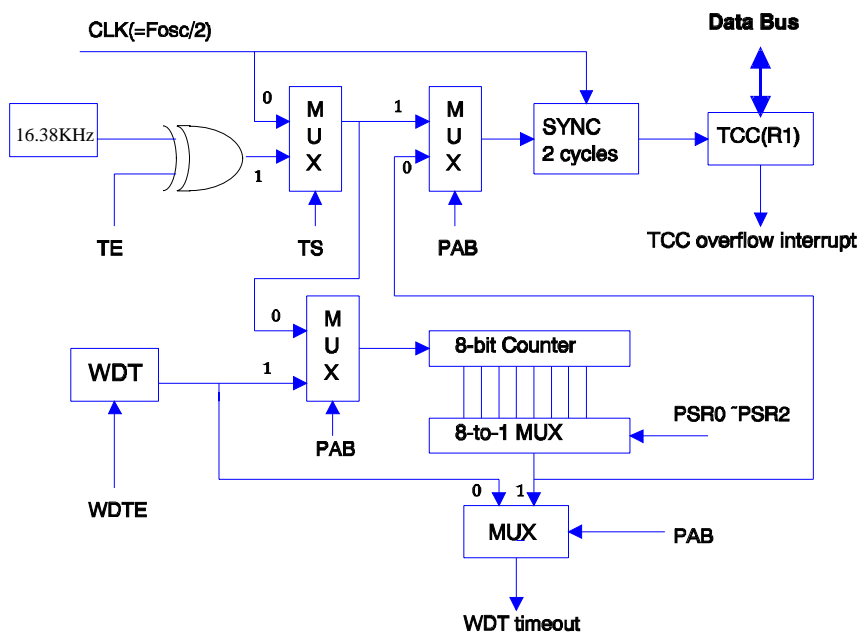 CLK(=Fosc/2)
Data Bus
0
M
U
X
1
M
U
X
16.38KHz
SYNC
2 cycles
TCC(R1)
1
0
TE
TS
PAB
TCC overflow interrupt
0
M
U
X
8-bit Counter
WDT
1
PSR0 ~PSR2
8-to-1 MUX
PAB
WDTE
0
1
MUX
PAB
WDT timeout